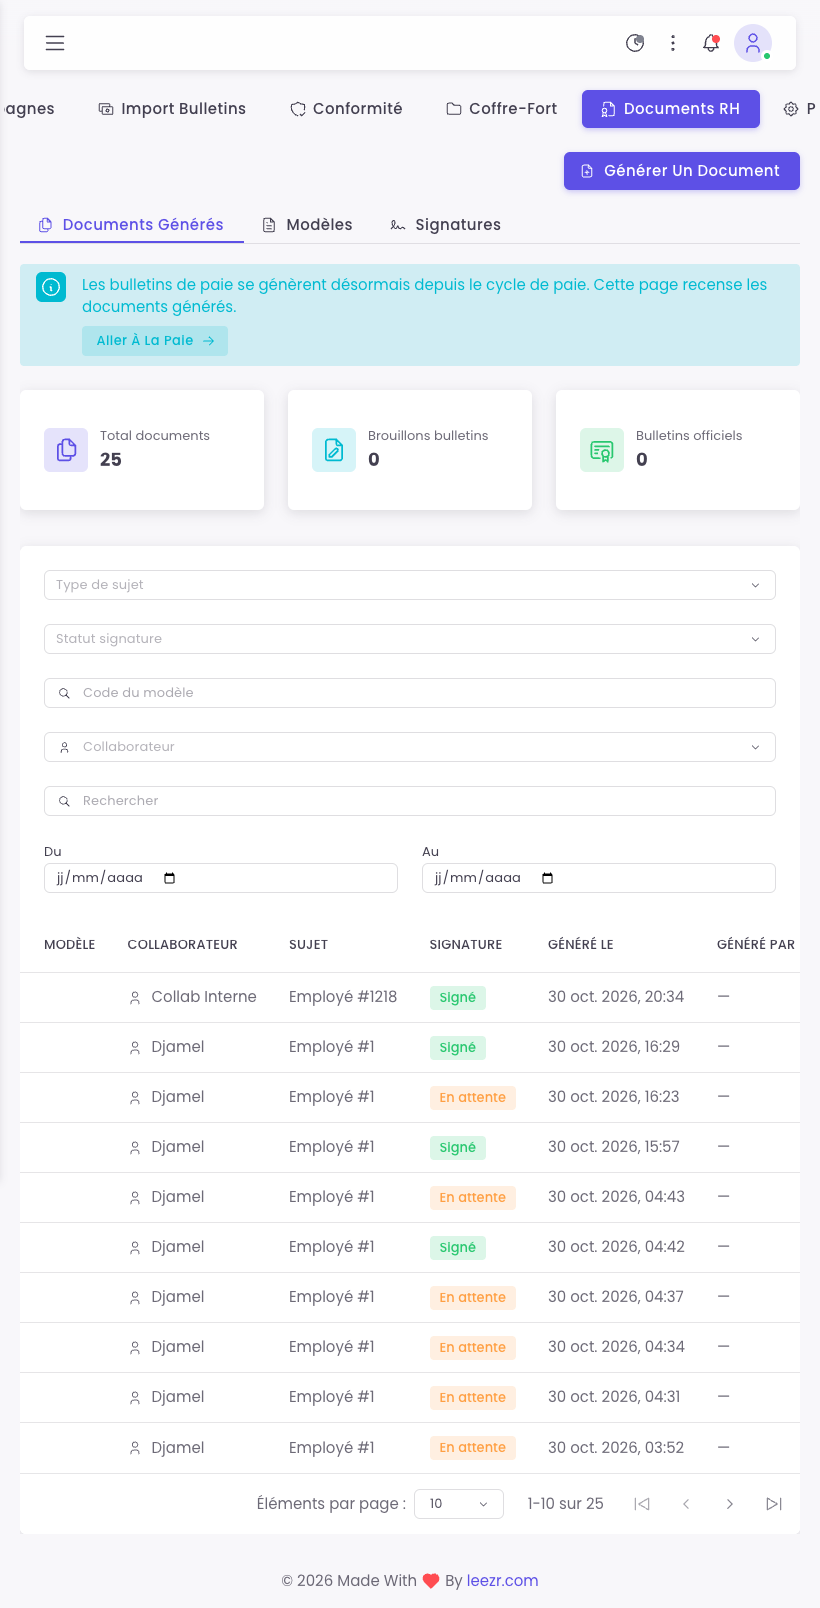 agnes
Import Bulletins
Conformité
Coffre-Fort
Documents RH
P
Générer Un Document
Documents Générés
Modèles
Signatures
Les bulletins de paie se génèrent désormais depuis le cycle de paie. Cette page recense les
documents générés.
Aller À La Paie
Total documents
25
Brouillons bulletins
0
Bulletins officiels
0
Type de sujet
Statut signature
Code du modèle
Collaborateur
Rechercher
Du
Au
jj/mm/aaaa
jj/mm/aaaa
MODÈLE COLLABORATEUR SUJET SIGNATURE GÉNÉRÉ LE GÉNÉRÉ PAR
Collab Interne Employé #1218 Signé 30 oct. 2026, 20:34 —
Djamel Employé #1 Signé 30 oct. 2026, 16:29 —
Djamel Employé #1 En attente 30 oct. 2026, 16:23 —
Djamel Employé #1 Signé 30 oct. 2026, 15:57 —
Djamel Employé #1 En attente 30 oct. 2026, 04:43 —
Djamel Employé #1 Signé 30 oct. 2026, 04:42 —
Djamel Employé #1 En attente 30 oct. 2026, 04:37 —
Djamel Employé #1 En attente 30 oct. 2026, 04:34 —
Djamel Employé #1 En attente 30 oct. 2026, 04:31 —
Djamel Employé #1 En attente 30 oct. 2026, 03:52 —
Éléments par page : 10 1-10 sur 25
© 2026 Made With ❤ By leezr.com